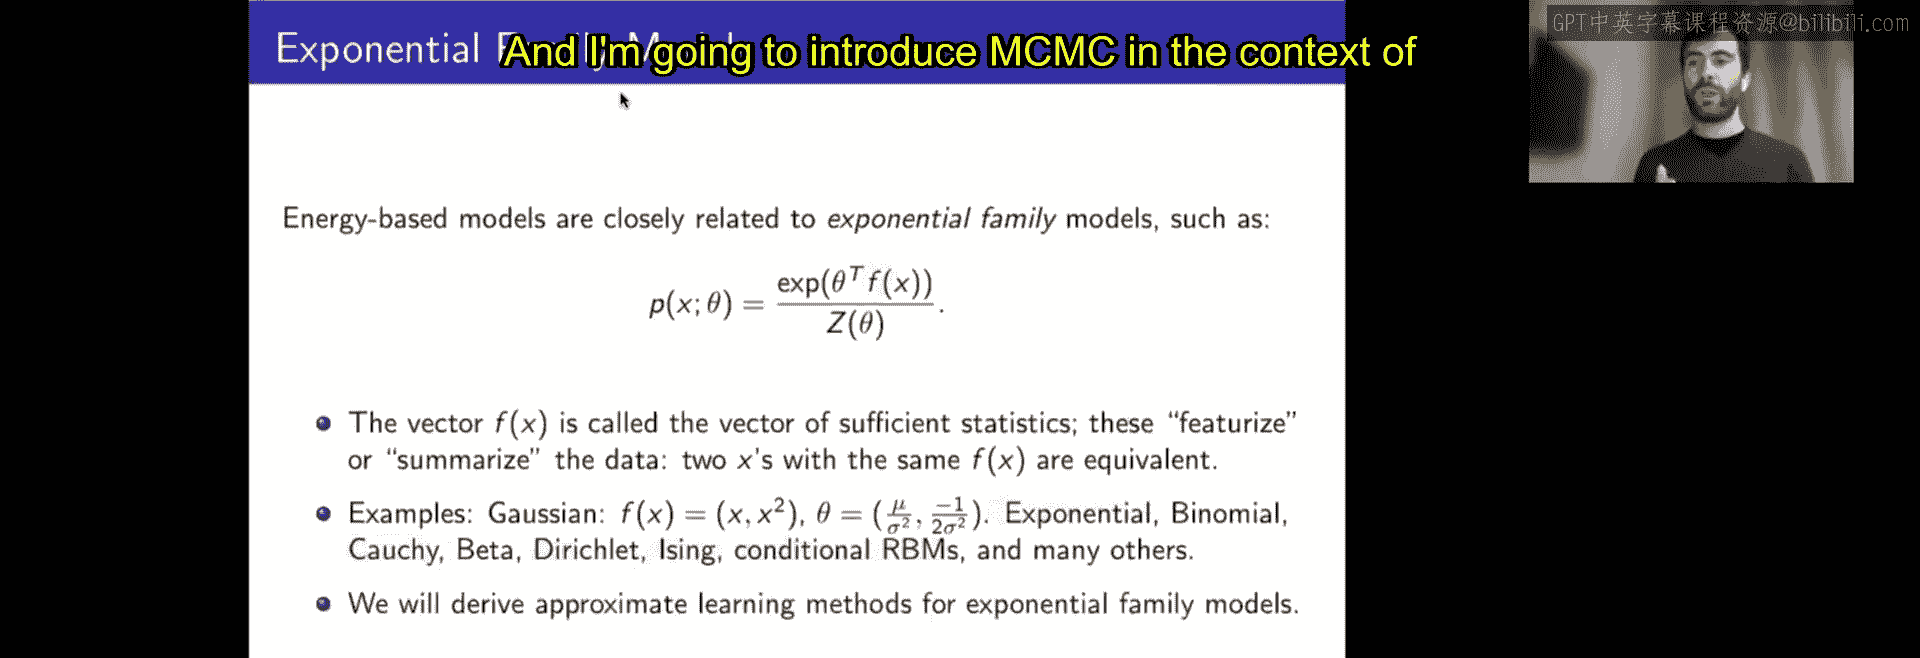 Exponential
And I'm going to introduce MCMC in the context of
GPT中英字幕课程资源@bilibili.com
Energy-based models are closely related to exponential family models, such as:
p(x; θ) = exp(θ^T f(x)) / Z(θ) .
The vector f(x) is called the vector of sufficient statistics; these “featurize”
or “summarize” the data: two x's with the same f(x) are equivalent.
Examples: Gaussian: f(x) = (x, x²), θ = (μ/σ², -1/2σ²). Exponential, Binomial,
Cauchy, Beta, Dirichlet, Ising, conditional RBMs, and many others.
We will derive approximate learning methods for exponential family models.